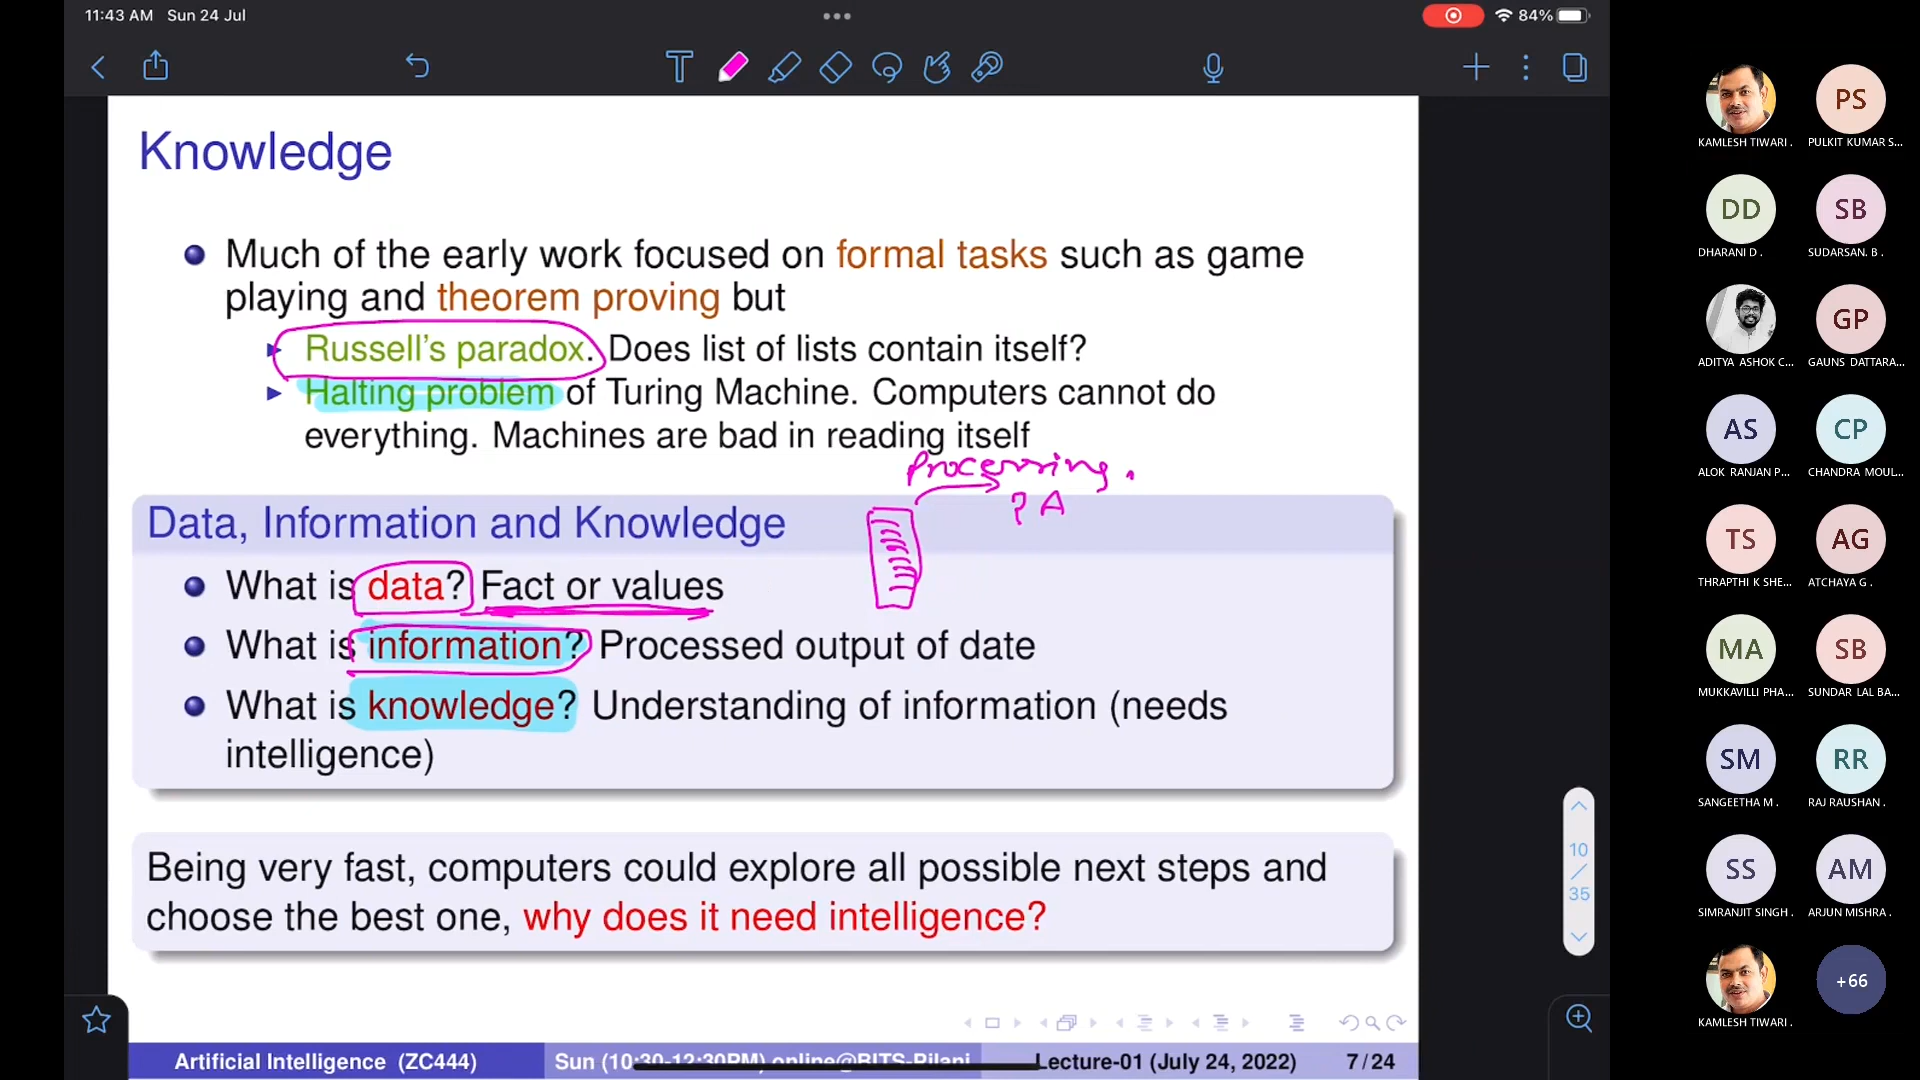 11:43 AM Sun 24 Jul
84%
Knowledge
Much of the early work focused on formal tasks such as game
playing and theorem proving but
Russell's paradox. Does list of lists contain itself?
Halting problem of Turing Machine. Computers cannot do
everything. Machines are bad in reading itself
Processing.
? A
Data, Information and Knowledge
What is data? Fact or values
What is information? Processed output of date
What is knowledge? Understanding of information (needs
intelligence)
Being very fast, computers could explore all possible next steps and
choose the best one, why does it need intelligence?
10
/
35
Artificial Intelligence (ZC444) Sun (10:30-12:30PM) online@BITS-Pilani Lecture-01 (July 24, 2022) 7/24
PS
KAMLESH TIWARI . PULKIT KUMAR S...
DD SB
DHARANI D . SUDARSAN. B .
GP
ADITYA ASHOK C... GAUNS DATTARA...
AS CP
ALOK RANJAN P... CHANDRA MOUL...
TS AG
THRAPTHI K SHE... ATCHAYA G .
MA SB
MUKKAVILLI PHA... SUNDAR LAL BA...
SM RR
SANGEETHA M . RAJ RAUSHAN .
SS AM
SIMRANJIT SINGH . ARJUN MISHRA .
+66
KAMLESH TIWARI .